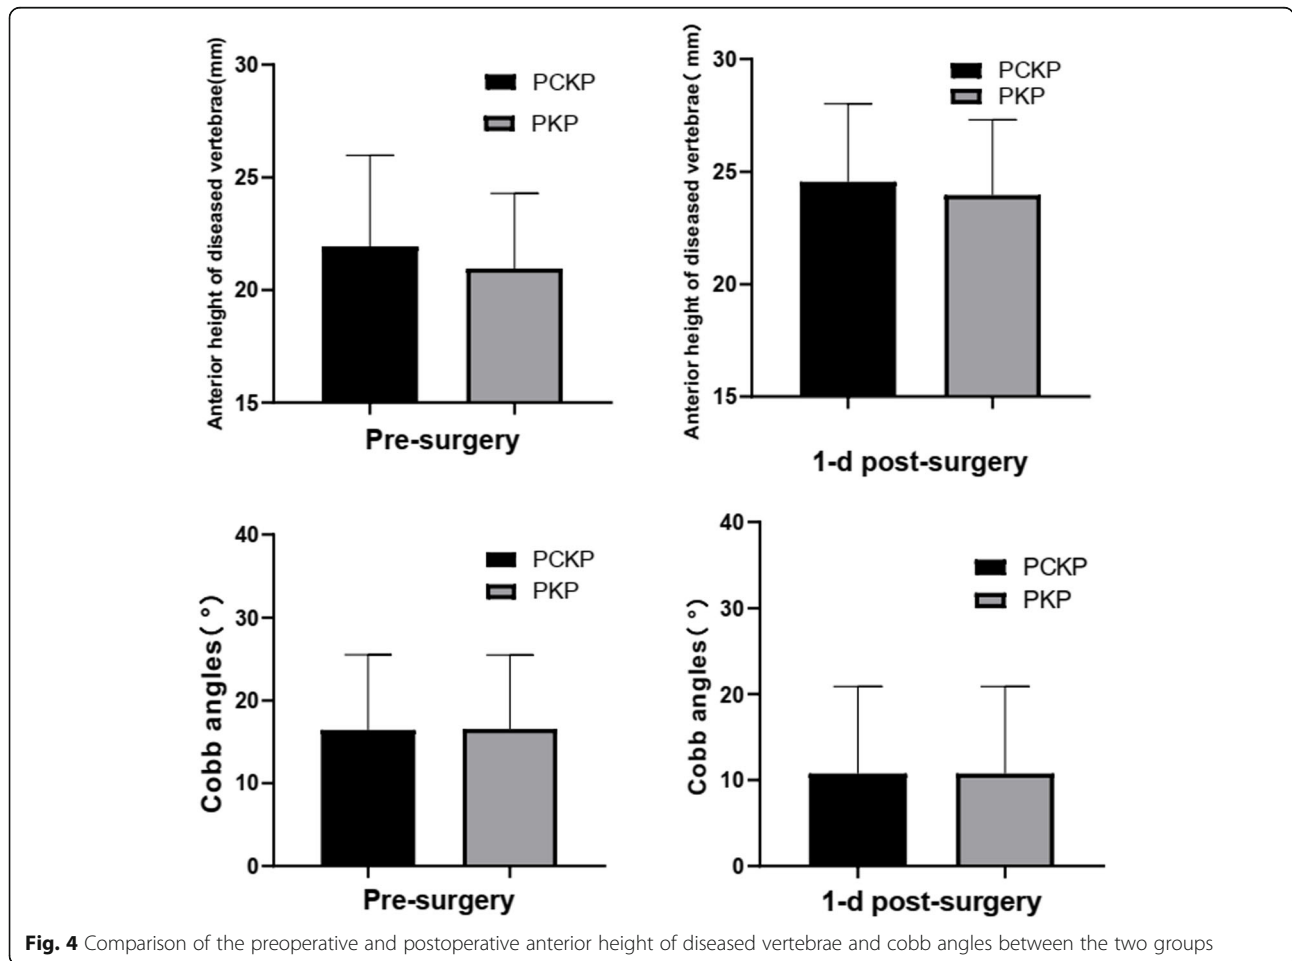 Anterior height of diseased vertebrae(mm)
30
25
20
15
PCKP
PKP
Pre-surgery
Anterior height of diseased vertebrae( mm)
30
25
20
15
PCKP
PKP
1-d post-surgery
Cobb angles( °)
40
30
20
10
0
PCKP
PKP
Pre-surgery
Cobb angles( °)
40
30
20
10
0
PCKP
PKP
1-d post-surgery
Fig. 4 Comparison of the preoperative and postoperative anterior height of diseased vertebrae and cobb angles between the two groups